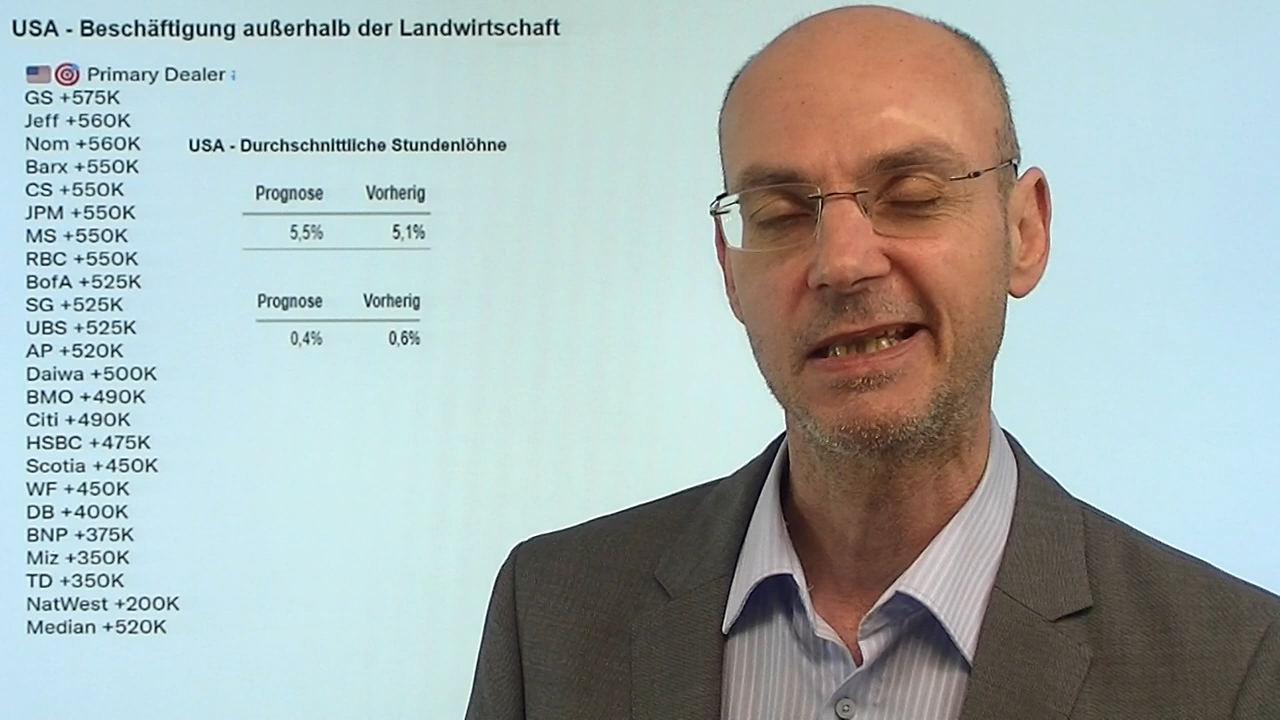 USA - Beschäftigung außerhalb der Landwirtschaft
Primary Dealer
GS +575K
Jeff +560K
Nom +560K
Barx +550K
CS +550K
JPM +550K
MS +550K
RBC +550K
BofA +525K
SG +525K
UBS +525K
AP +520K
Daiwa +500K
BMO +490K
Citi +490K
HSBC +475K
Scotia +450K
WF +450K
DB +400K
BNP +375K
Miz +350K
TD +350K
NatWest +200K
Median +520K
USA - Durchschnittliche Stundenlöhne
Prognose Vorherig
5,5% 5,1%
Prognose Vorherig
0,4% 0,6%